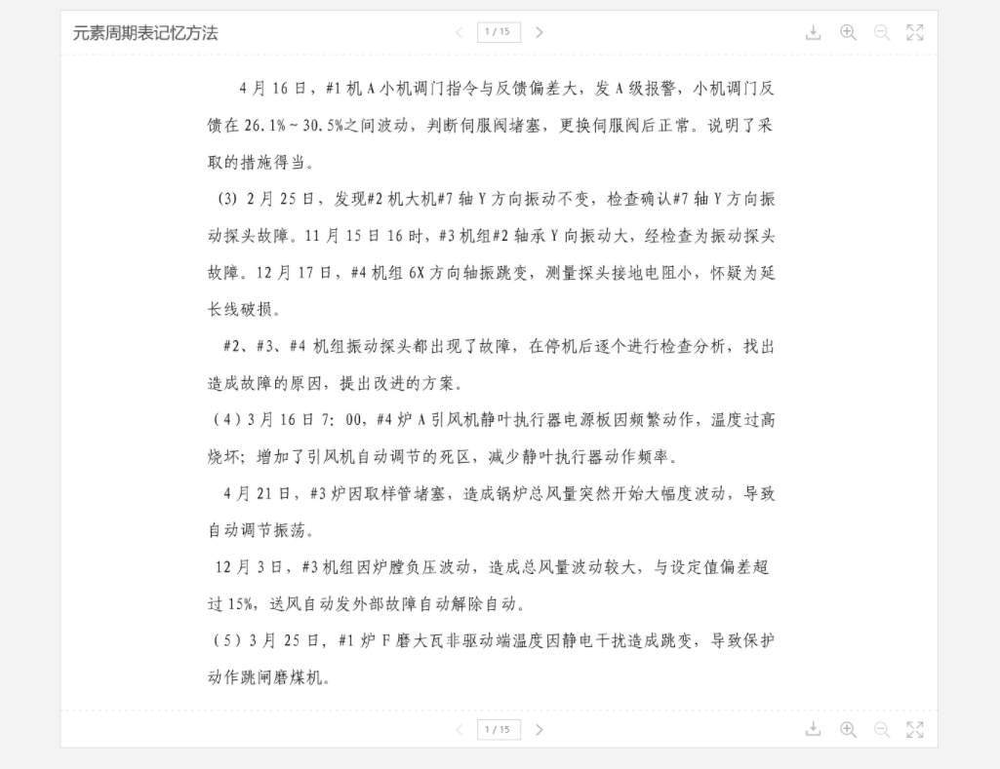 元素周期表记忆方法
1 / 15
4 月 16 日，#1 机 A 小机调门指令与反馈偏差大，发 A 级报警，小机调门反
馈在 26.1%～30.5%之间波动，判断伺服阀堵塞，更换伺服阀后正常。说明了采
取的措施得当。
（3）2 月 25 日，发现#2 机大机#7 轴 Y 方向振动不变，检查确认#7 轴 Y 方向振
动探头故障。11 月 15 日 16 时，#3 机组#2 轴承 Y 向振动大，经检查为振动探头
故障。12 月 17 日，#4 机组 6X 方向轴振跳变，测量探头接地电阻小，怀疑为延
长线破损。
#2、#3、#4 机组振动探头都出现了故障，在停机后逐个进行检查分析，找出
造成故障的原因，提出改进的方案。
（4）3 月 16 日 7：00，#4 炉 A 引风机静叶执行器电源板因频繁动作，温度过高
烧坏；增加了引风机自动调节的死区，减少静叶执行器动作频率。
4 月 21 日，#3 炉因取样管堵塞，造成锅炉总风量突然开始大幅度波动，导致
自动调节振荡。
12 月 3 日，#3 机组因炉膛负压波动，造成总风量波动较大，与设定值偏差超
过 15%，送风自动发外部故障自动解除自动。
（5）3 月 25 日，#1 炉 F 磨大瓦非驱动端温度因静电干扰造成跳变，导致保护
动作跳闸磨煤机。
1 / 15